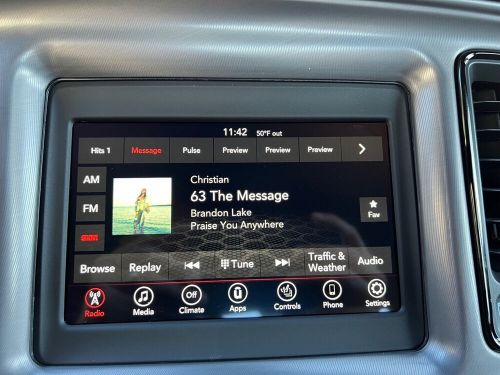 11:42 50°F out
Hits 1 Message Pulse Preview Preview Preview
AM
FM
Christian
63 The Message
Brandon Lake
Praise You Anywhere
Fav
Browse Replay Tune Traffic & Weather Audio
Radio Media Off Climate Apps Controls Phone Settings